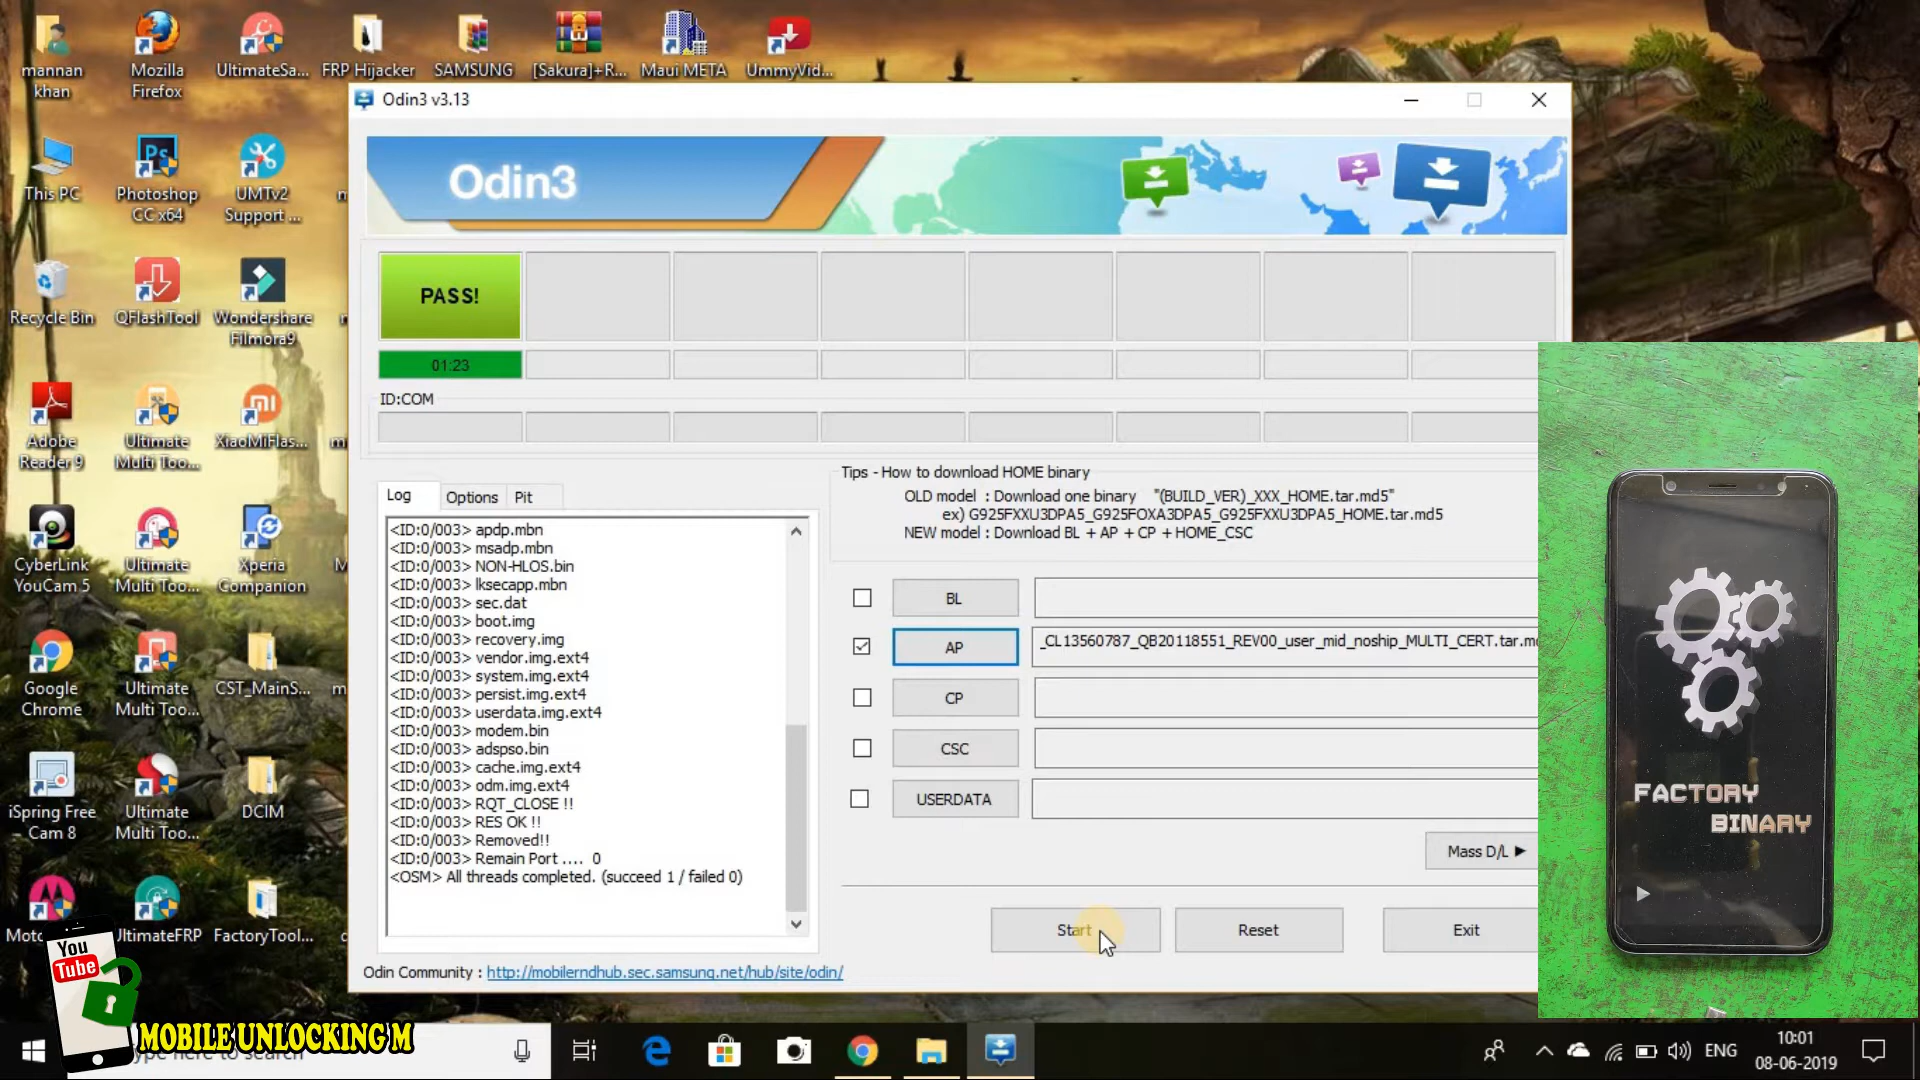 mannan
khan
Mozilla
Firefox
UltimateSa...
FRP Hijacker
SAMSUNG
[Sakura]+R...
Maui META
UmmyVid...
This PC
Photoshop
CC x64
UMTv2
Support ...
Recycle Bin
QFlashTool
Wondershare
Filmora9
Adobe
Reader 9
Ultimate
Multi Too...
XiaoMiFlas...
CyberLink
YouCam 5
Ultimate
Multi Too...
Xperia
Companion
Google
Chrome
Ultimate
Multi Too...
CST_MainS...
iSpring Free
Cam 8
Ultimate
Multi Too...
DCIM
UltimateFRP
FactoryTool...
Odin3 v3.13
Odin3
PASS!
01:23
ID:COM
Log
Options
Pit
<ID:0/003> apdp.mbn
<ID:0/003> msadp.mbn
<ID:0/003> NON-HLOS.bin
<ID:0/003> lksecapp.mbn
<ID:0/003> sec.dat
<ID:0/003> boot.img
<ID:0/003> recovery.img
<ID:0/003> vendor.img.ext4
<ID:0/003> system.img.ext4
<ID:0/003> persist.img.ext4
<ID:0/003> userdata.img.ext4
<ID:0/003> modem.bin
<ID:0/003> adspso.bin
<ID:0/003> cache.img.ext4
<ID:0/003> odm.img.ext4
<ID:0/003> RQT_CLOSE !!
<ID:0/003> RES OK !!
<ID:0/003> Removed!!
<ID:0/003> Remain Port .... 0
<OSM> All threads completed. (succeed 1 / failed 0)
Tips - How to download HOME binary
OLD model : Download one binary "(BUILD_VER)_XXX_HOME.tar.md5"
ex) G925FXXU3DPA5_G925FOXA3DPA5_G925FXXU3DPA5_HOME.tar.md5
NEW model : Download BL + AP + CP + HOME_CSC
BL
AP
_CL13560787_QB20118551_REV00_user_mid_noship_MULTI_CERT.tar.m
CP
CSC
USERDATA
Mass D/L
Start
Reset
Exit
Odin Community : http://mobilerndhub.sec.samsung.net/hub/site/odin/
FACTORY
BINARY
You
Tube
MOBILE UNLOCKING M
ENG
10:01
08-06-2019